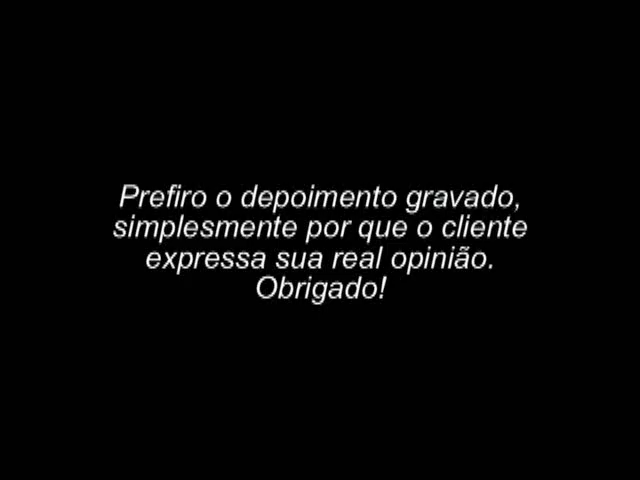 Prefiro o depoimento gravado,
simplesmente por que o cliente
expressa sua real opinião.
Obrigado!